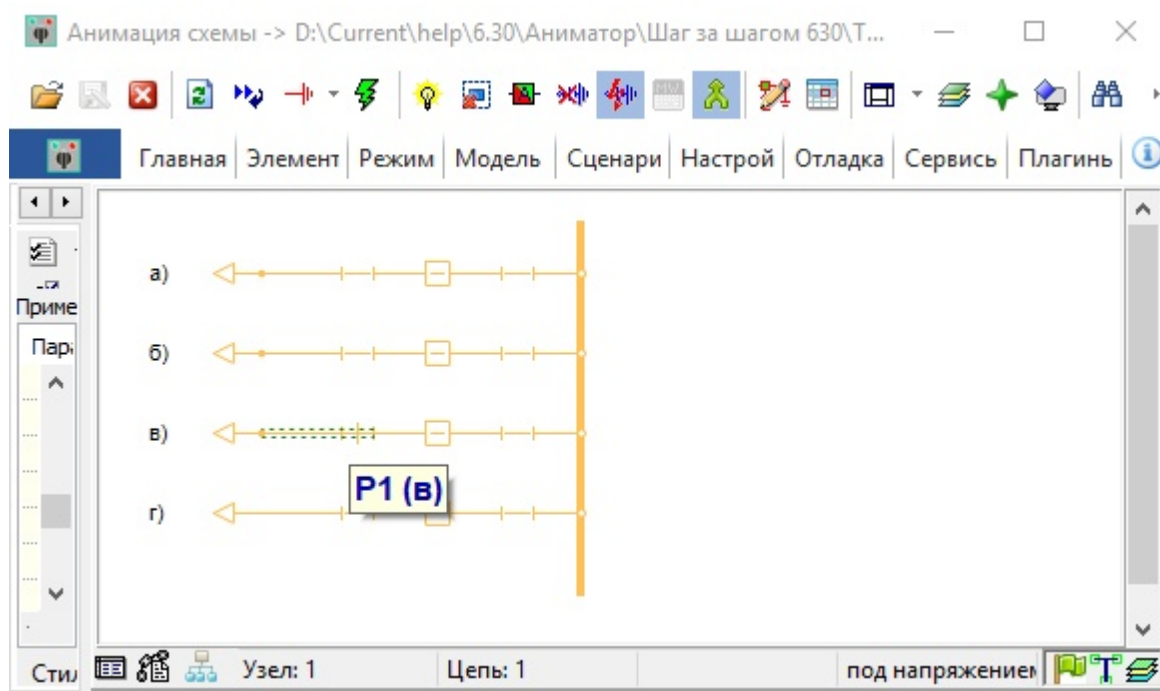 Анимация схемы -> D:\Current\help\6.30\Аниматор\Шаг за шагом 630\Т...
Главная Элемент Режим Модель Сценари Настрой Отладка Сервись Плагинь
Приме
Пара
а)
б)
в)
P1 (в)
г)
Стил Узел: 1 Цепь: 1 под напряжением